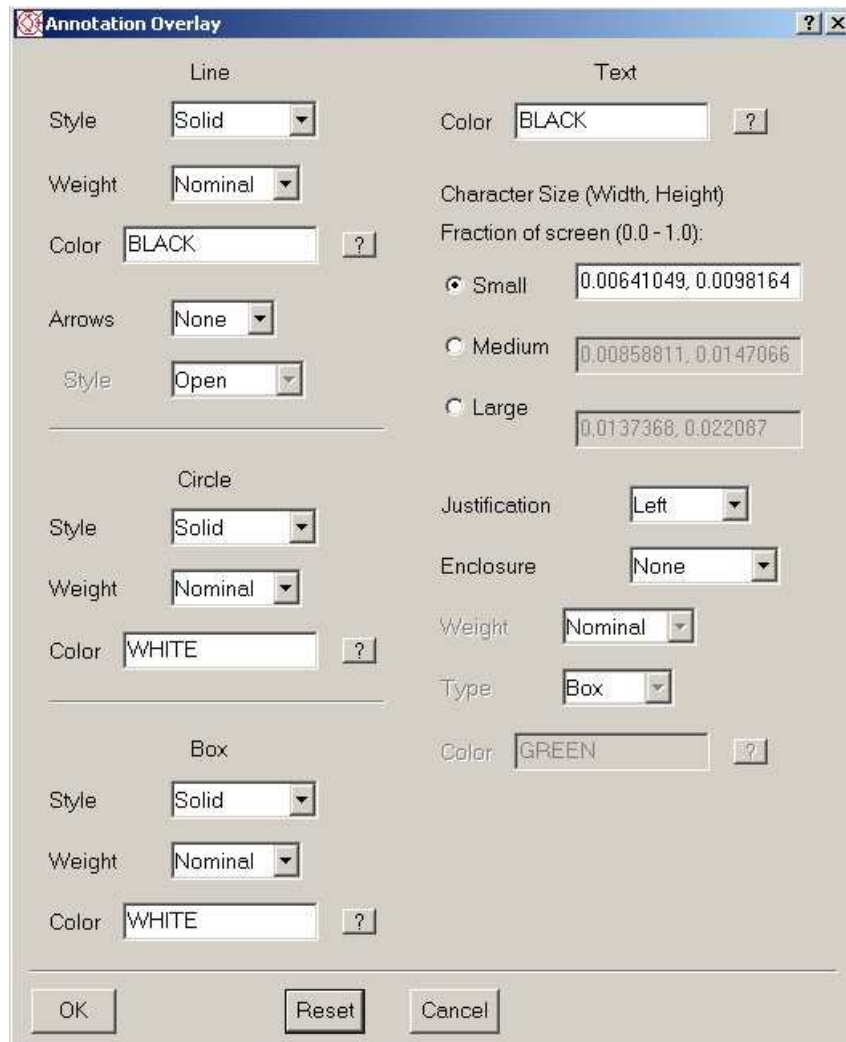 Annotation Overlay
? X
Line
Style Solid
Weight Nominal
Color BLACK ?
Arrows None
Style Open
Circle
Style Solid
Weight Nominal
Color WHITE ?
Box
Style Solid
Weight Nominal
Color WHITE ?
Text
Color BLACK ?
Character Size (Width, Height)
Fraction of screen (0.0 - 1.0):
Small 0.00641049, 0.0098164
Medium 0.00858811, 0.0147066
Large 0.0137368, 0.022087
Justification Left
Enclosure None
Weight Nominal
Type Box
Color GREEN ?
OK Reset Cancel